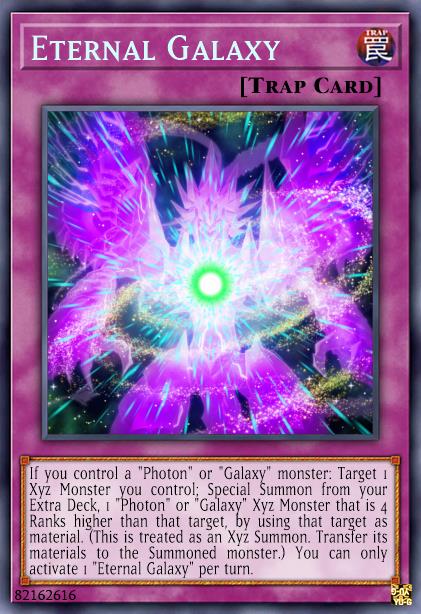 Eternal Galaxy
TRAP
罠
[Trap Card]
If you control a "Photon" or "Galaxy" monster: Target 1
Xyz Monster you control; Special Summon from your
Extra Deck, 1 "Photon" or "Galaxy" Xyz Monster that is 4
Ranks higher than that target, by using that target as
material. (This is treated as an Xyz Summon. Transfer its
materials to the Summoned monster.) You can only
activate 1 "Eternal Galaxy" per turn.
82162616